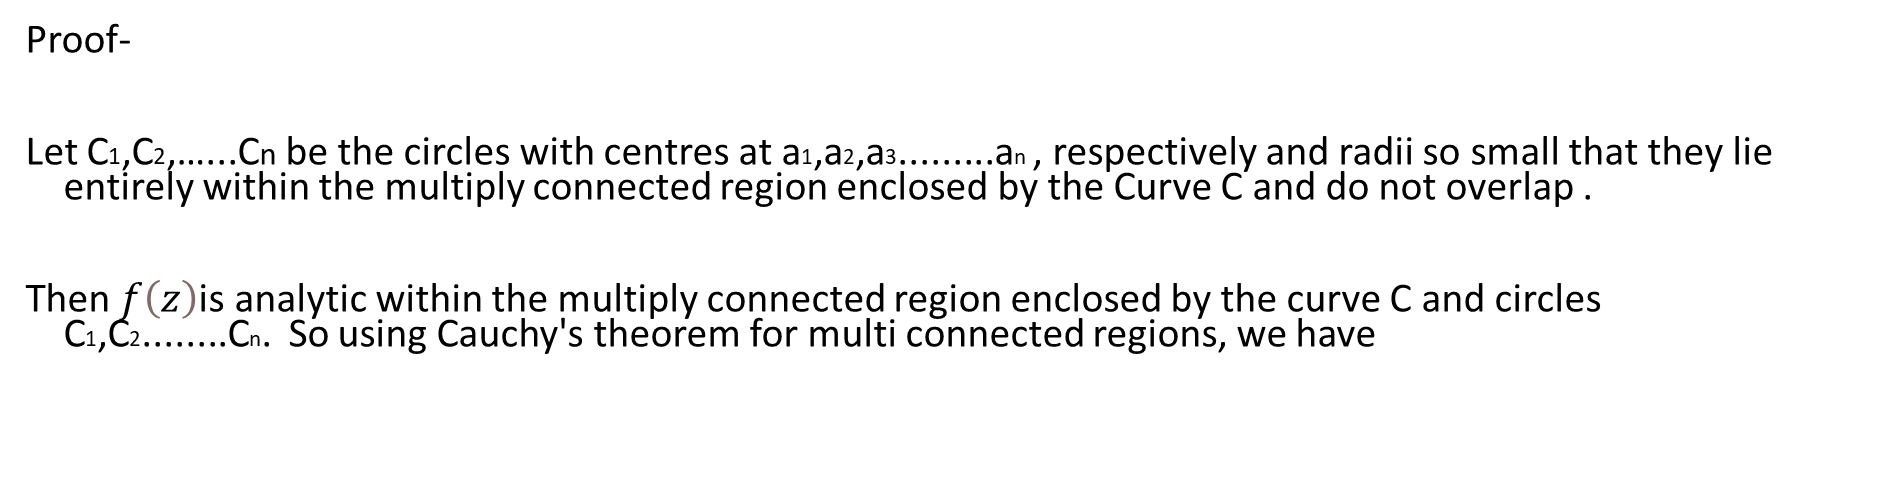 Proof-
Let C1,C2,......Cn be the circles with centres at a1,a2,a3.........an , respectively and radii so small that they lie
entirely within the multiply connected region enclosed by the Curve C and do not overlap .
Then f(z)is analytic within the multiply connected region enclosed by the curve C and circles
C1,C2........Cn. So using Cauchy's theorem for multi connected regions, we have